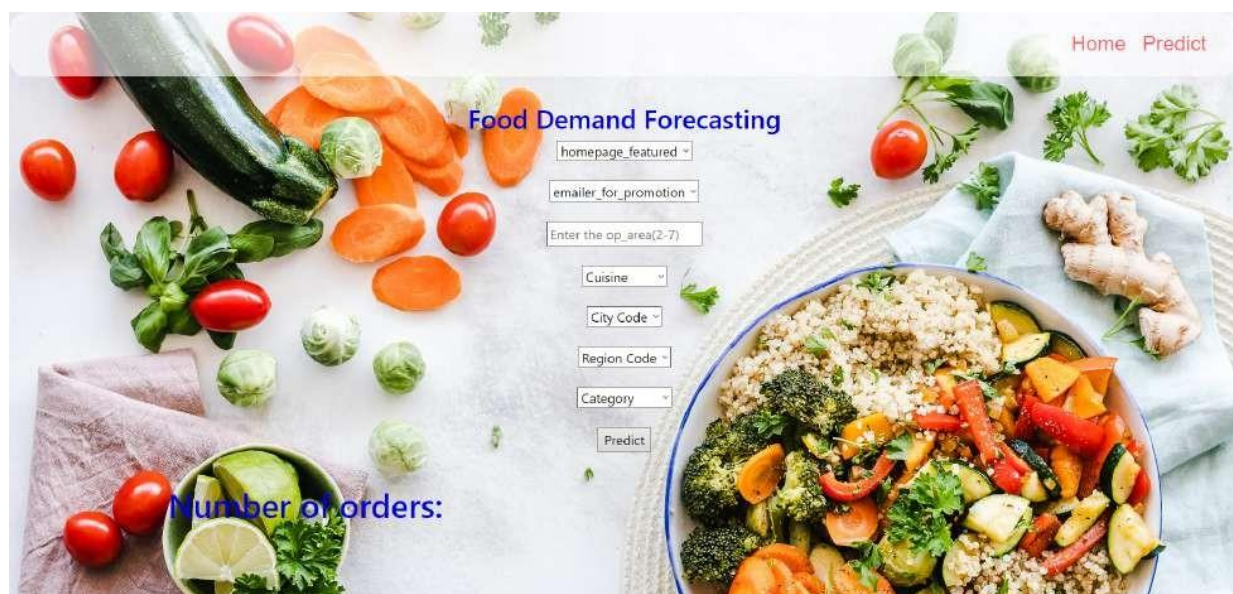 Home Predict
Food Demand Forecasting
homepage_featured
emailer_for_promotion
Enter the op_area(2-7)
Cuisine
City Code
Region Code
Category
Predict
Number of orders: